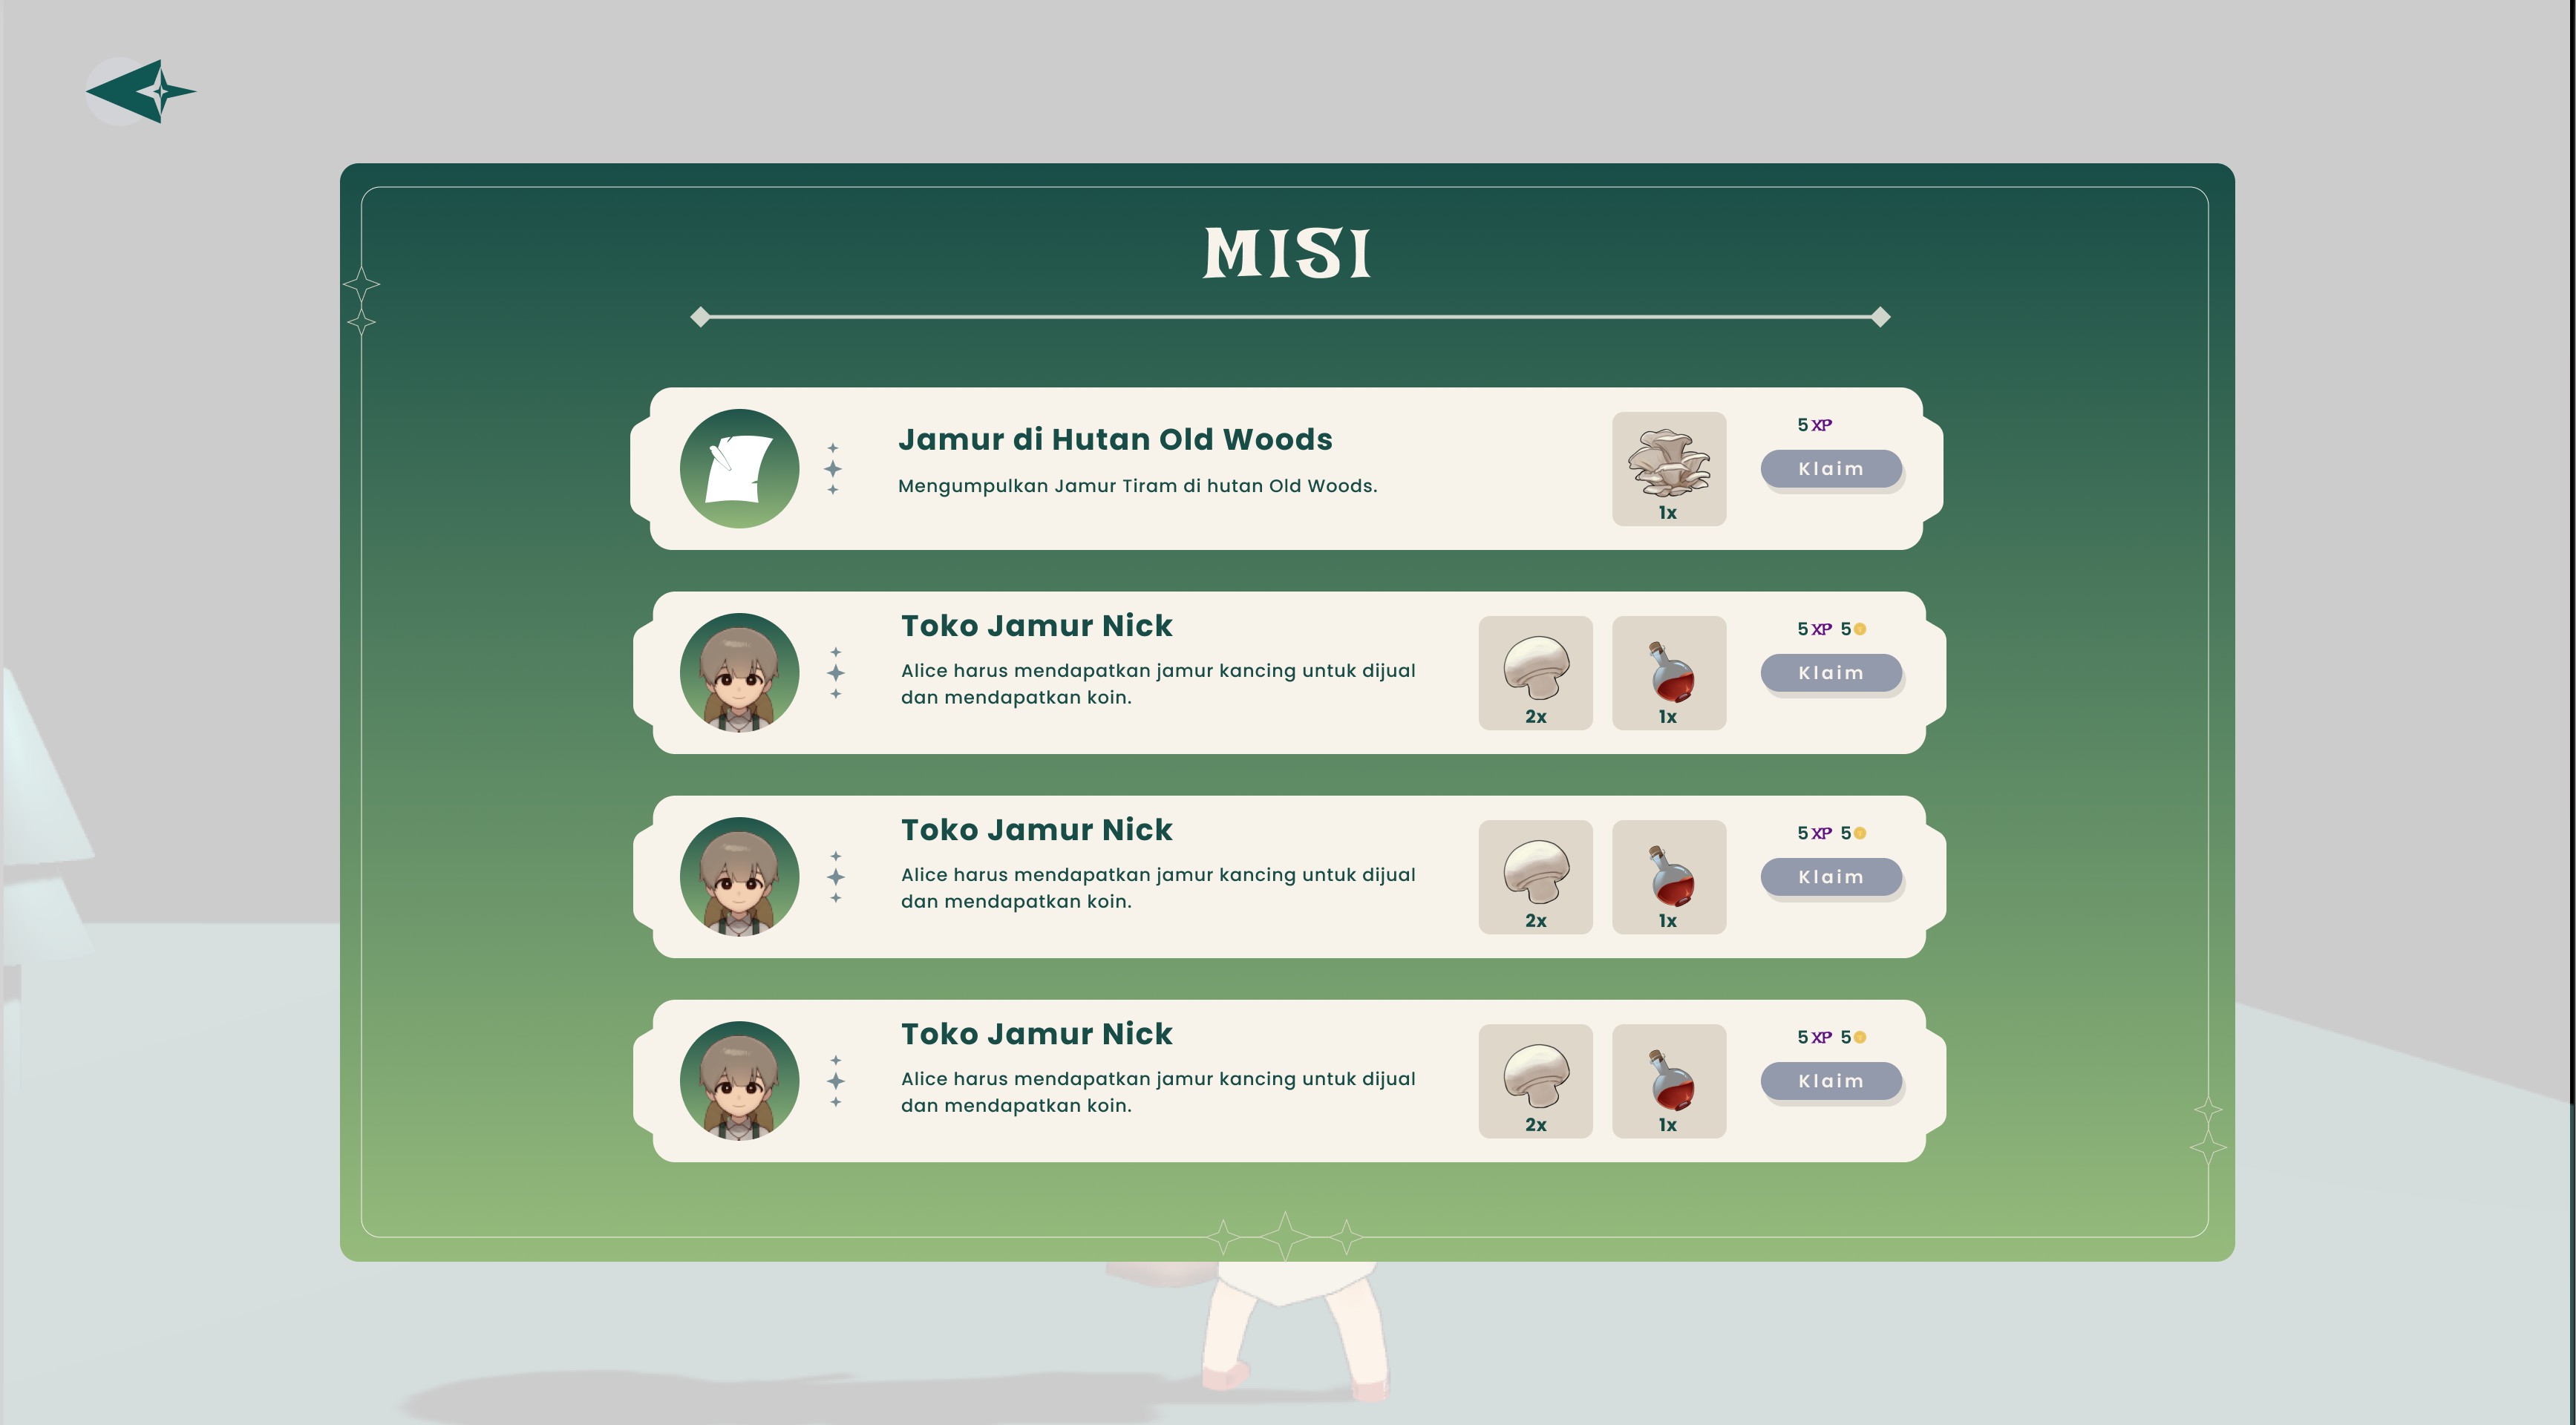 MISI
Jamur di Hutan Old Woods
Mengumpulkan Jamur Tiram di hutan Old Woods.
1x
5 XP
Klaim
Toko Jamur Nick
Alice harus mendapatkan jamur kancing untuk dijual
dan mendapatkan koin.
2x
1x
5 XP 5
Klaim
Toko Jamur Nick
Alice harus mendapatkan jamur kancing untuk dijual
dan mendapatkan koin.
2x
1x
5 XP 5
Klaim
Toko Jamur Nick
Alice harus mendapatkan jamur kancing untuk dijual
dan mendapatkan koin.
2x
1x
5 XP 5
Klaim